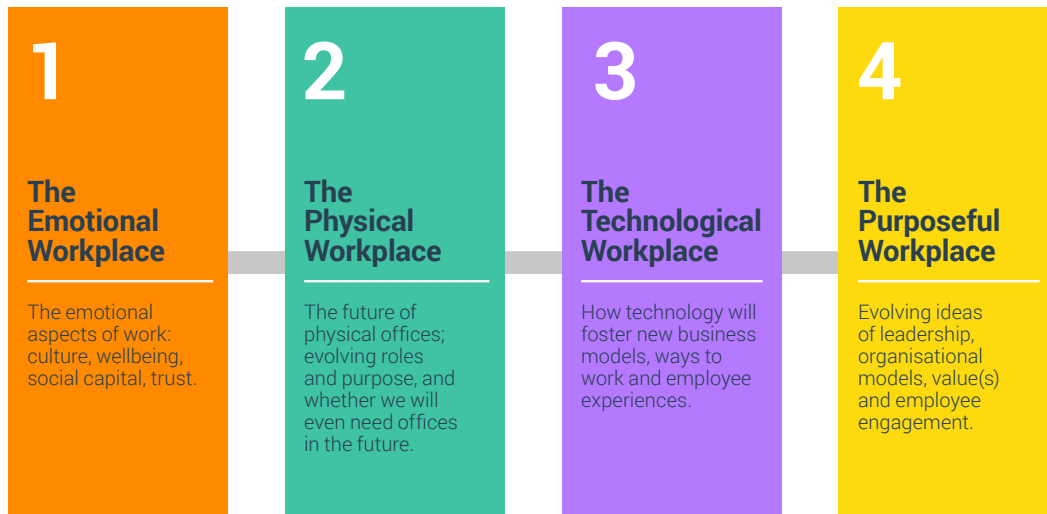 1
The
Emotional
Workplace
The emotional
aspects of work:
culture, wellbeing,
social capital, trust.
2
The
Physical
Workplace
The future of
physical offices;
evolving roles
and purpose, and
whether we will
even need offices
in the future.
3
The
Technological
Workplace
How technology will
foster new business
models, ways to
work and employee
experiences.
4
The
Purposeful
Workplace
Evolving ideas
of leadership,
organisational
models, value(s)
and employee
engagement.